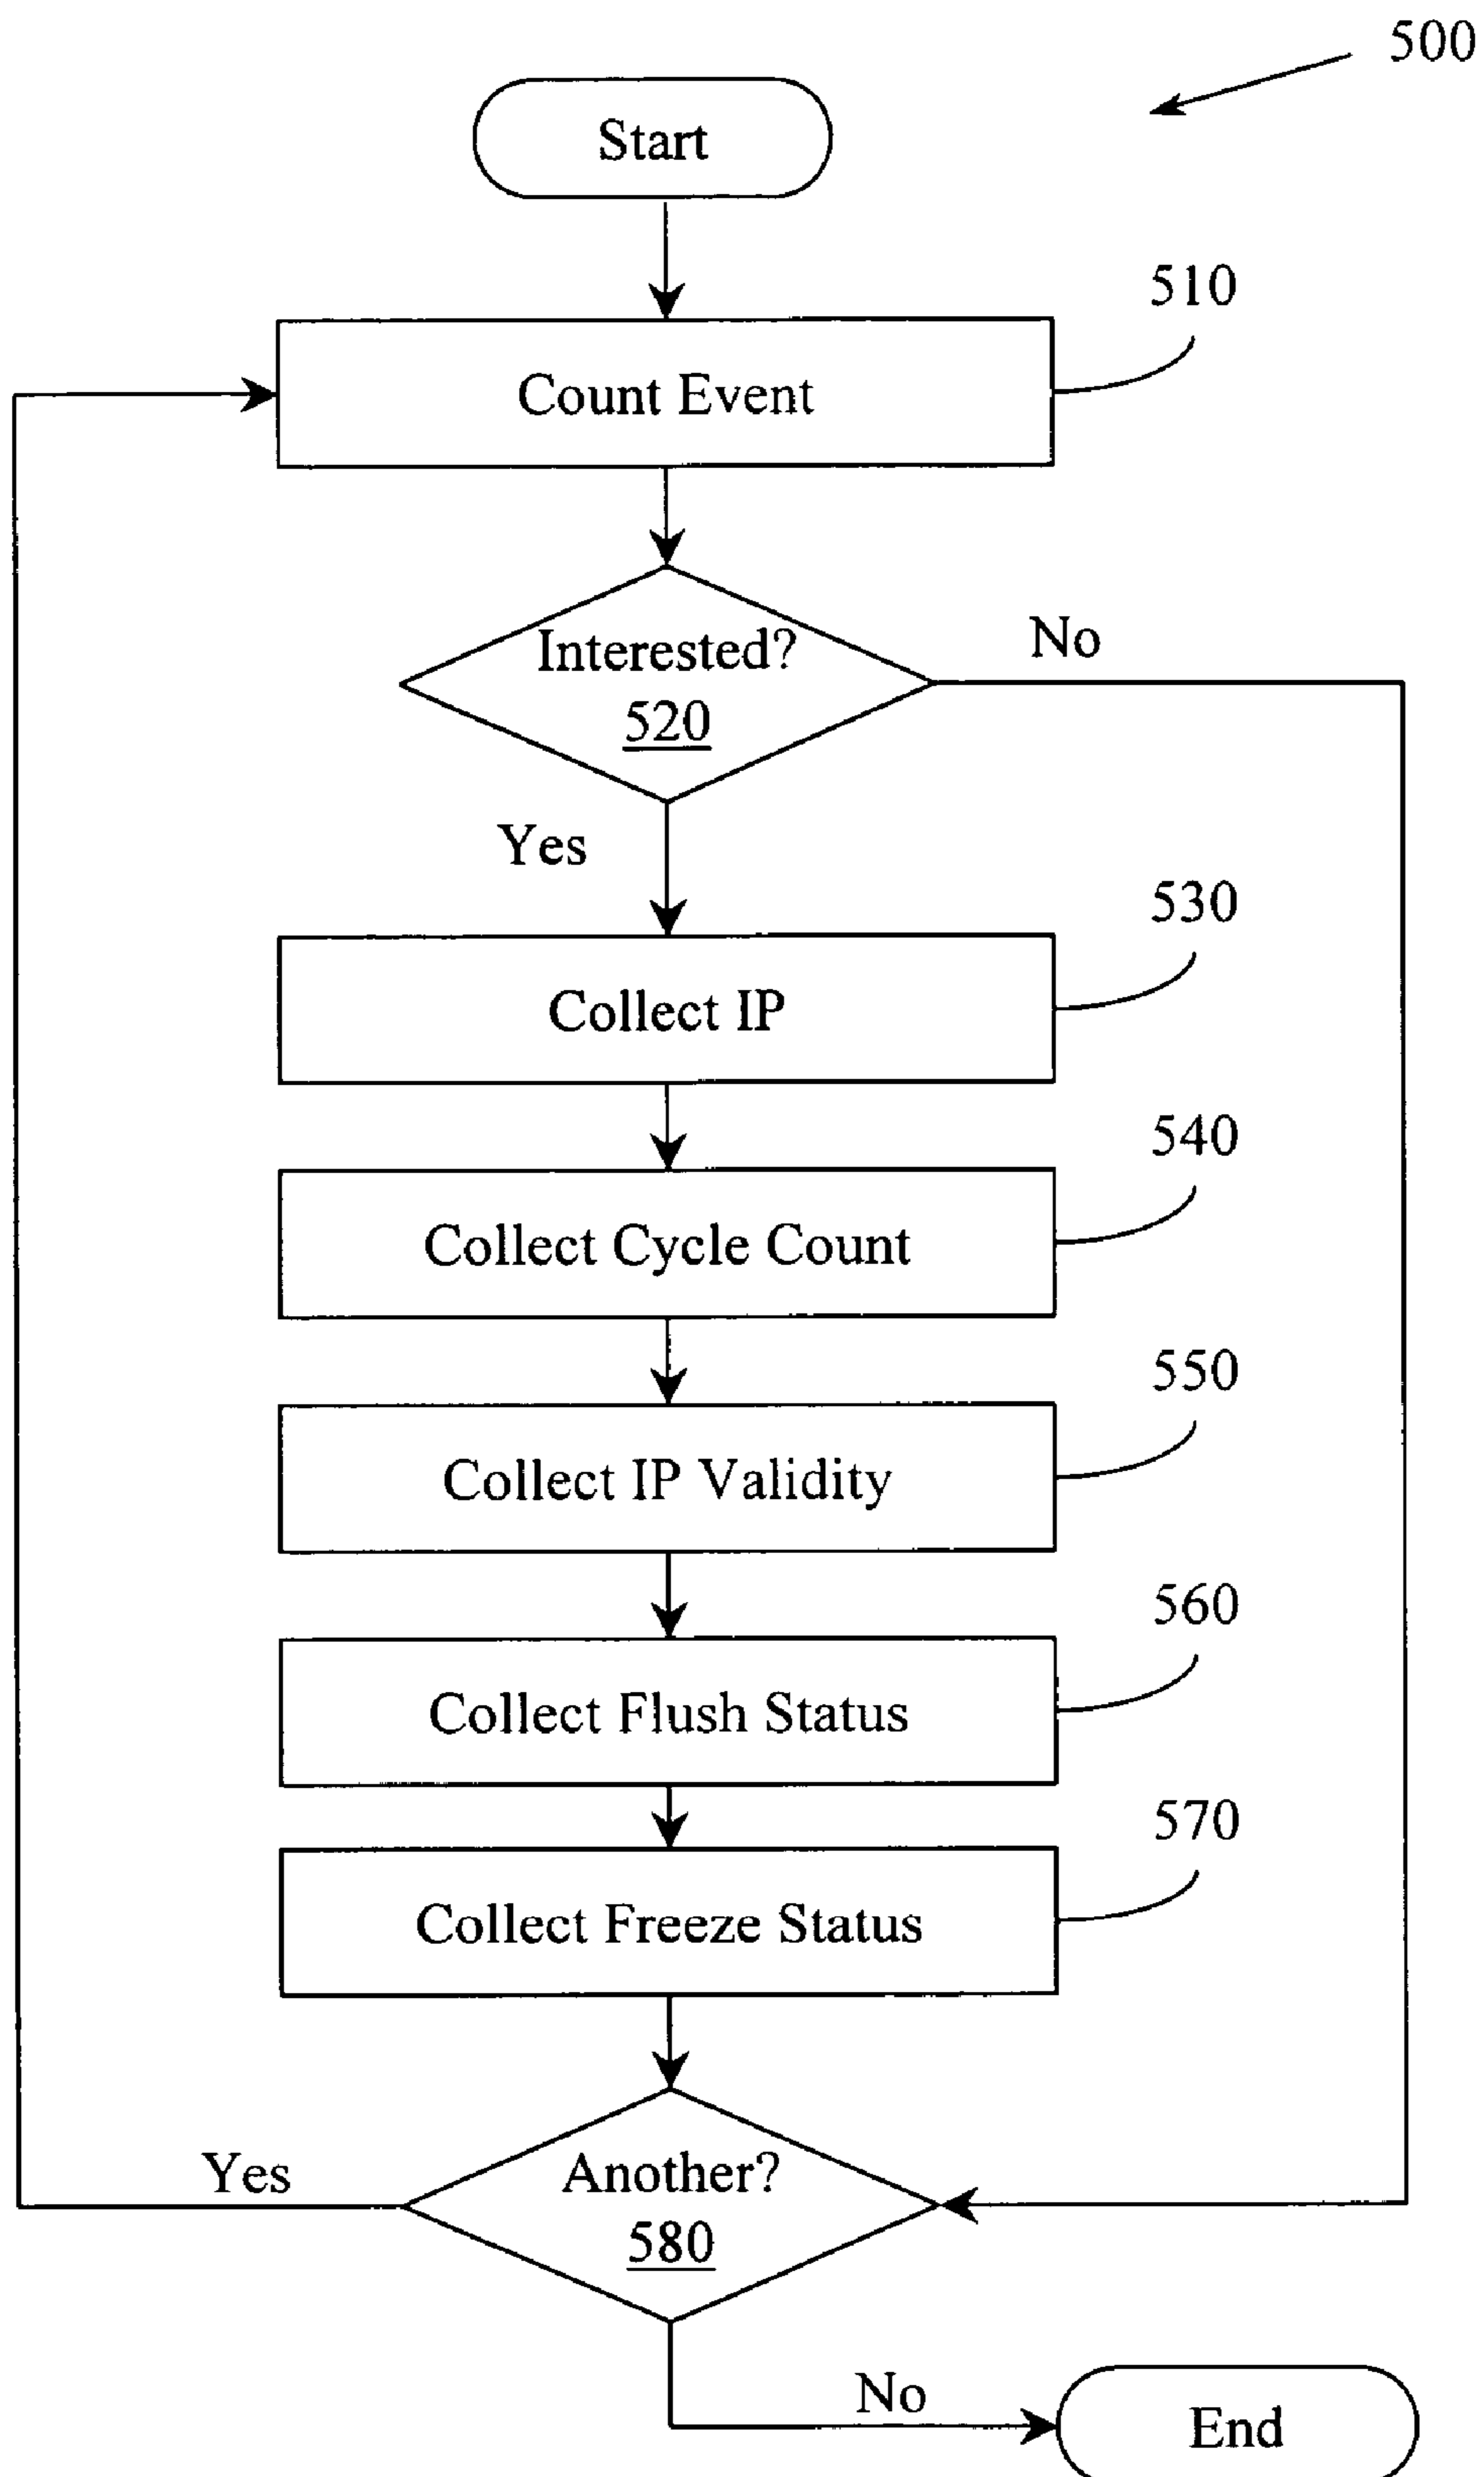 500
Start
510
Count Event
Interested?
520
No
Yes
530
Collect IP
540
Collect Cycle Count
550
Collect IP Validity
560
Collect Flush Status
570
Collect Freeze Status
Another?
580
Yes
No
End